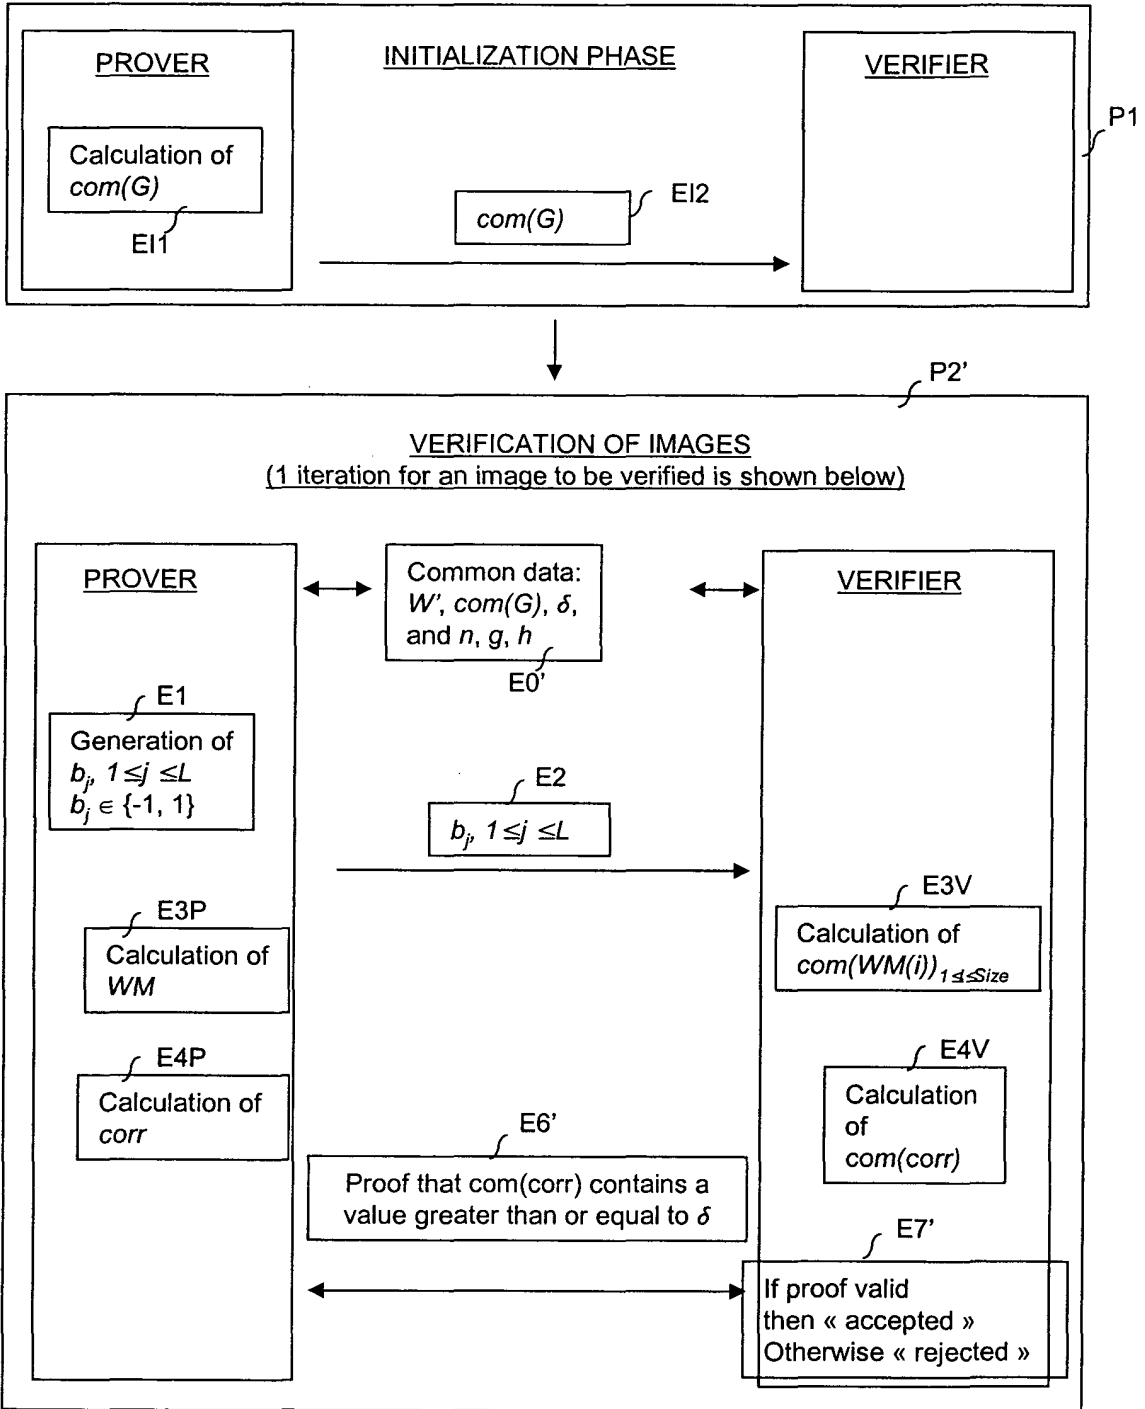 PROVER
INITIALIZATION PHASE
VERIFIER
P1
Calculation of
com(G)
EI1
com(G)
EI2
P2'
VERIFICATION OF IMAGES
(1 iteration for an image to be verified is shown below)
PROVER
Common data:
W', com(G), δ,
and n, g, h
E0'
VERIFIER
E1
Generation of
b_j, 1≤j ≤L
b_j ∈ {-1, 1}
E2
b_j, 1≤j ≤L
E3P
Calculation of
WM
E3V
Calculation of
com(WM(i))_1≤i≤Size
E4P
Calculation of
corr
E4V
Calculation
of
com(corr)
E6'
Proof that com(corr) contains a
value greater than or equal to δ
E7'
If proof valid
then « accepted »
Otherwise « rejected »